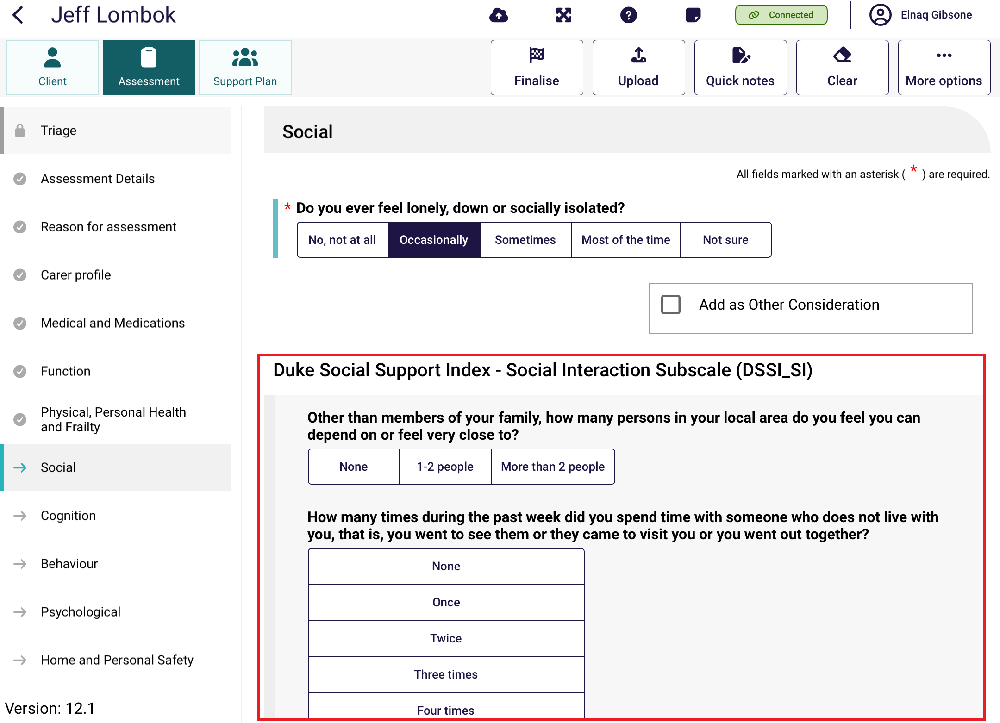 Jeff Lombok
Connected
Elnaq Gibsone
Client
Assessment
Support Plan
Finalise
Upload
Quick notes
Clear
More options
Triage
Assessment Details
Reason for assessment
Carer profile
Medical and Medications
Function
Physical, Personal Health
and Frailty
Social
Cognition
Behaviour
Psychological
Home and Personal Safety
Version: 12.1
Social
All fields marked with an asterisk ( * ) are required.
* Do you ever feel lonely, down or socially isolated?
No, not at all
Occasionally
Sometimes
Most of the time
Not sure
Add as Other Consideration
Duke Social Support Index - Social Interaction Subscale (DSSI_SI)
Other than members of your family, how many persons in your local area do you feel you can
depend on or feel very close to?
None
1-2 people
More than 2 people
How many times during the past week did you spend time with someone who does not live with
you, that is, you went to see them or they came to visit you or you went out together?
None
Once
Twice
Three times
Four times